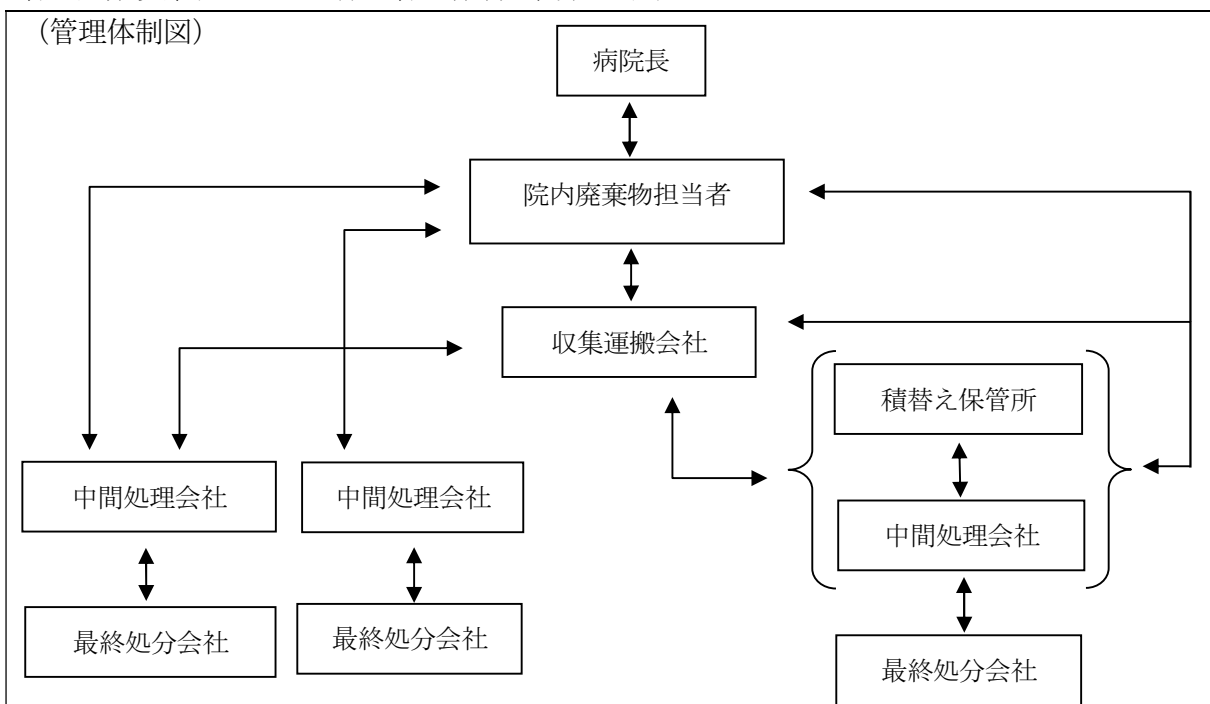 （管理体制図）
病院長
院内廃棄物担当者
収集運搬会社
積替え保管所
中間処理会社
中間処理会社
中間処理会社
最終処分会社
最終処分会社
最終処分会社